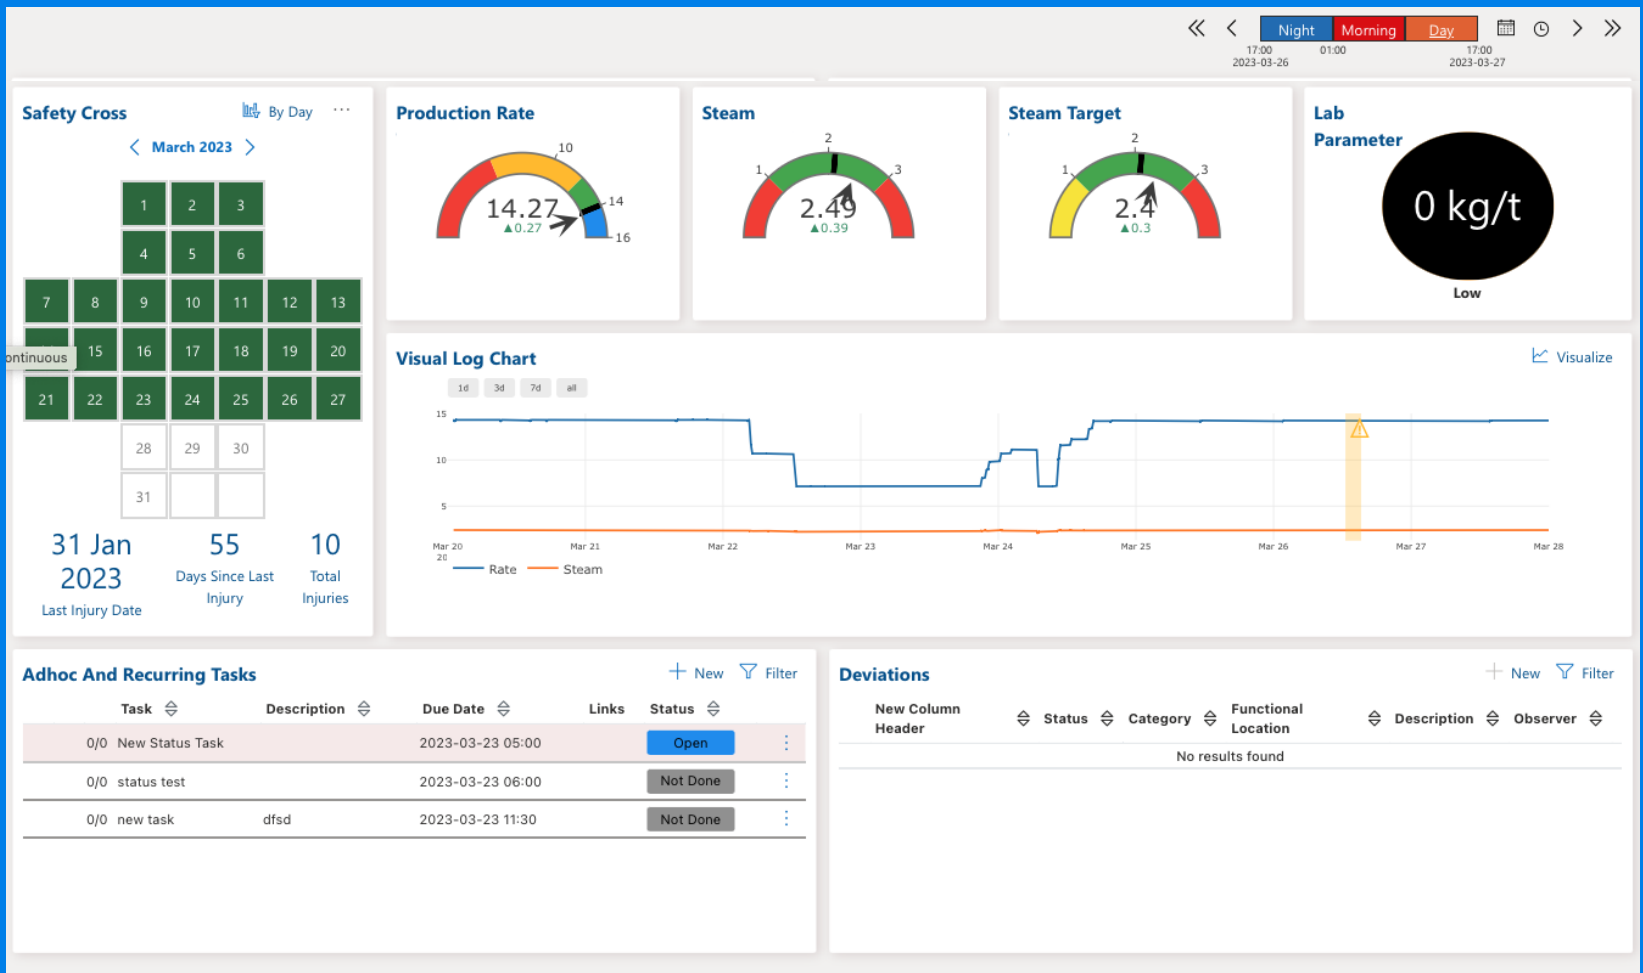 Night Morning Day
17:00 01:00 17:00
2023-03-26 2023-03-27
Safety Cross By Day ...
March 2023
1 2 3
4 5 6
7 8 9 10 11 12 13
15 16 17 18 19 20
ontinuous
21 22 23 24 25 26 27
28 29 30
31
31 Jan 2023
Last Injury Date
55
Days Since Last
Injury
10
Total
Injuries
Production Rate
10
14
16
14.27
▲0.27
Steam
1
2
3
2.49
▲0.39
Steam Target
1
2
3
2.4
▲0.3
Lab
Parameter
0 kg/t
Low
Visual Log Chart Visualize
1d 3d 7d all
15
10
5
Mar 20 Mar 21 Mar 22 Mar 23 Mar 24 Mar 25 Mar 26 Mar 27 Mar 28
20
Rate Steam
Adhoc And Recurring Tasks + New Filter
Task Description Due Date Links Status
0/0 New Status Task 2023-03-23 05:00 Open
0/0 status test 2023-03-23 06:00 Not Done
0/0 new task dfsd 2023-03-23 11:30 Not Done
Deviations + New Filter
New Column
Header
Status Category
Functional
Location
Description Observer
No results found